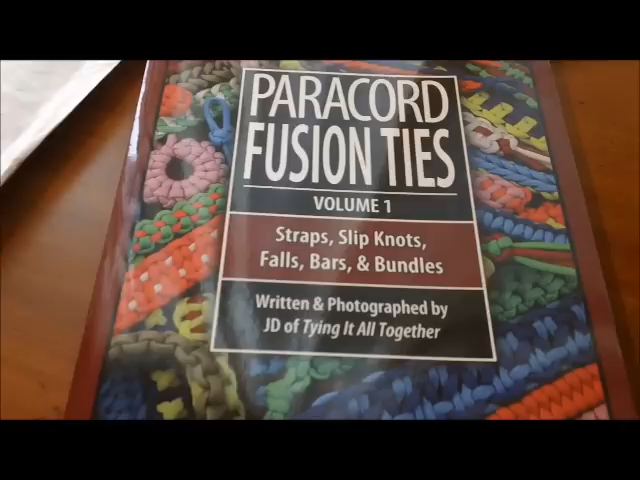 PARACORD
FUSION TIES
VOLUME 1
Straps, Slip Knots,
Falls, Bars, & Bundles
Written & Photographed by
JD of Tying It All Together